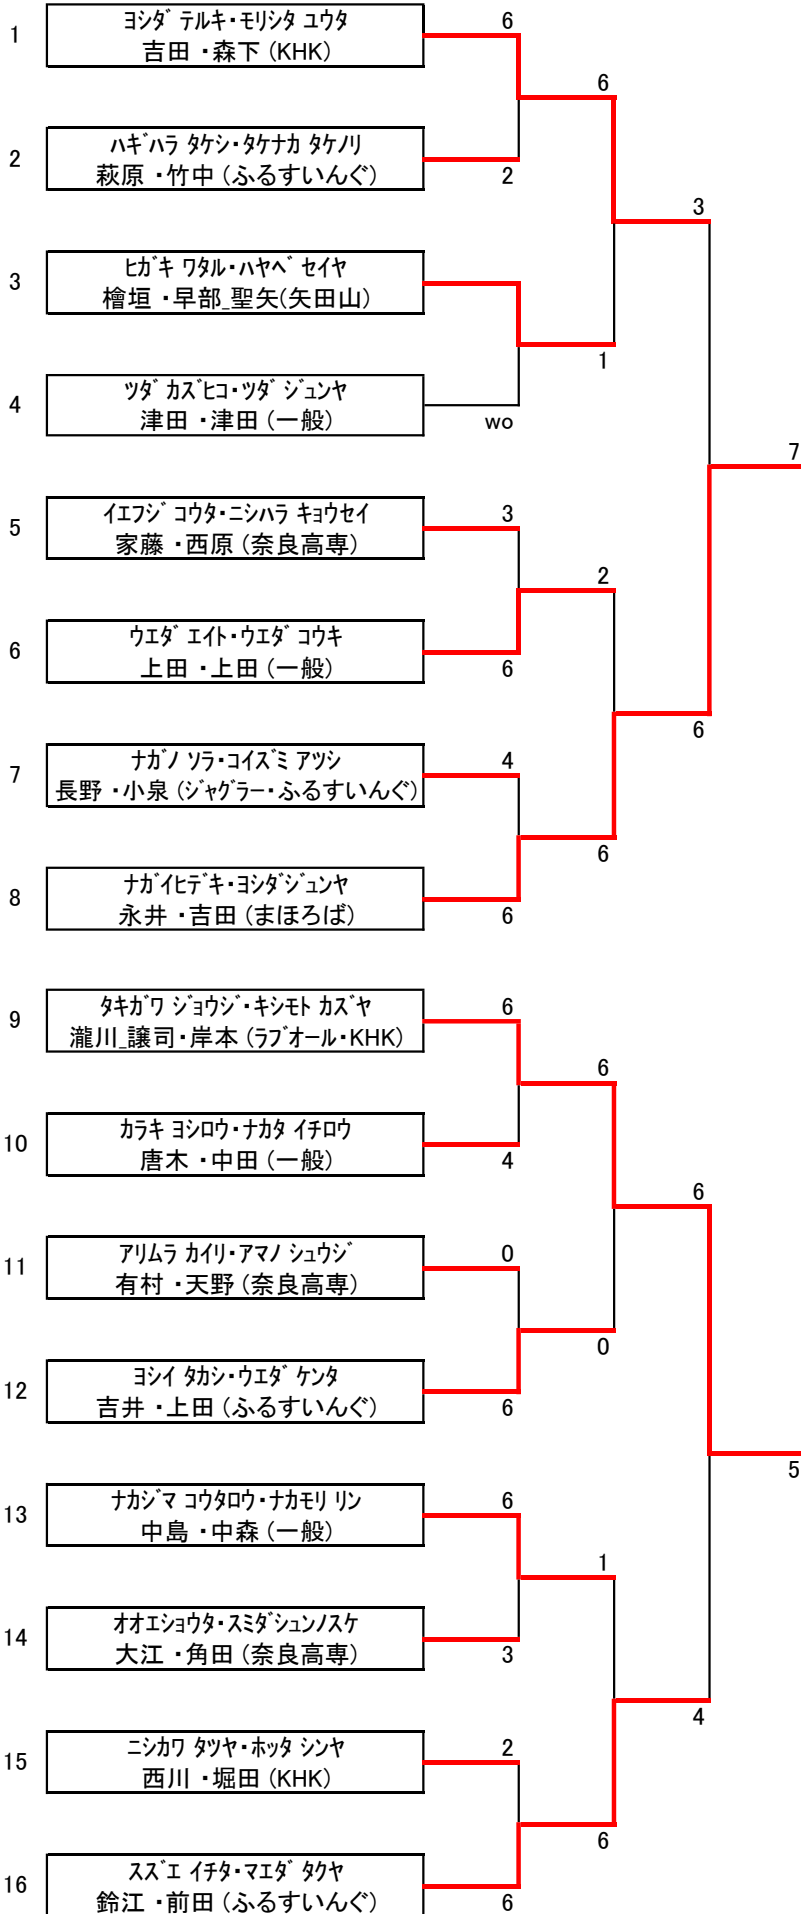 1
ﾖｼﾀﾞ ﾃﾙｷ・ﾓﾘｼﾀ ﾕｳﾀ
吉田 ・森下 (KHK)
6
6
2
ﾊｷﾞﾊﾗ ﾀｹｼ・ﾀｹﾅｶ ﾀｹﾉﾘ
萩原 ・竹中 (ふるすいんぐ)
2
3
3
ﾋｶﾞｷ ﾜﾀﾙ・ﾊﾔﾍﾞ ｾｲﾔ
檜垣 ・早部_聖矢(矢田山)
1
4
ﾂﾀﾞ ｶｽﾞﾋｺ・ﾂﾀﾞ ｼﾞｭﾝﾔ
津田 ・津田 (一般)
wo
7
5
ｲｴﾌｼﾞ ｺｳﾀ・ﾆｼﾊﾗ ｷｮｳｾｲ
家藤 ・西原 (奈良高専)
3
2
6
ｳｴﾀﾞ ｴｲﾄ・ｳｴﾀﾞ ｺｳｷ
上田 ・上田 (一般)
6
6
7
ﾅｶﾞﾉ ｿﾗ・ｺｲｽﾞﾐ ｱﾂｼ
長野 ・小泉 (ｼﾞｬｸﾞﾗｰ・ふるすいんぐ)
4
6
8
ﾅｶﾞｲﾋﾃﾞｷ・ﾖｼﾀﾞｼﾞｭﾝﾔ
永井 ・吉田 (まほろば)
6
9
ﾀｷｶﾞﾜ ｼﾞｮｳｼﾞ・ｷｼﾓﾄ ｶｽﾞﾔ
瀧川_譲司・岸本 (ﾗﾌﾞｵｰﾙ・KHK)
6
6
10
ｶﾗｷ ﾖｼﾛｳ・ﾅｶﾀ ｲﾁﾛｳ
唐木 ・中田 (一般)
4
6
11
ｱﾘﾑﾗ ｶｲﾘ・ｱﾏﾉ ｼｭｳｼﾞ
有村 ・天野 (奈良高専)
0
0
12
ﾖｼｲ ﾀｶｼ・ｳｴﾀﾞ ｹﾝﾀ
吉井 ・上田 (ふるすいんぐ)
6
5
13
ﾅｶｼﾞﾏ ｺｳﾀﾛｳ・ﾅｶﾓﾘ ﾘﾝ
中島 ・中森 (一般)
6
1
14
ｵｵｴｼｮｳﾀ・ｽﾐﾀﾞｼｭﾝﾉｽｹ
大江 ・角田 (奈良高専)
3
4
15
ﾆｼｶﾜ ﾀﾂﾔ・ﾎｯﾀ ｼﾝﾔ
西川 ・堀田 (KHK)
2
6
16
ｽｽﾞｴ ｲﾁﾀ・ﾏｴﾀﾞ ﾀｸﾔ
鈴江 ・前田 (ふるすいんぐ)
6